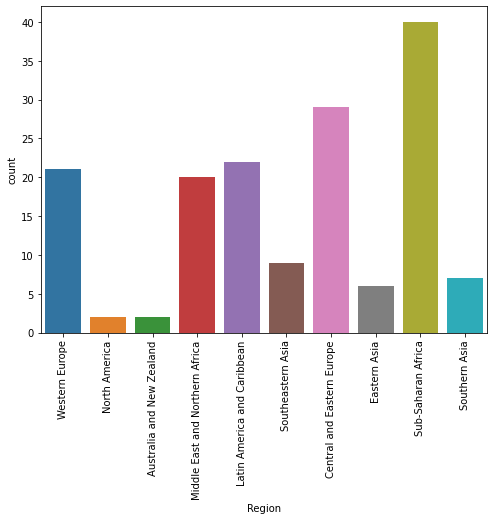 40
35
30
25
20
15
10
5
0
count
Western Europe
North America
Australia and New Zealand
Middle East and Northern Africa
Latin America and Caribbean
Southeastern Asia
Central and Eastern Europe
Eastern Asia
Sub-Saharan Africa
Southern Asia
Region